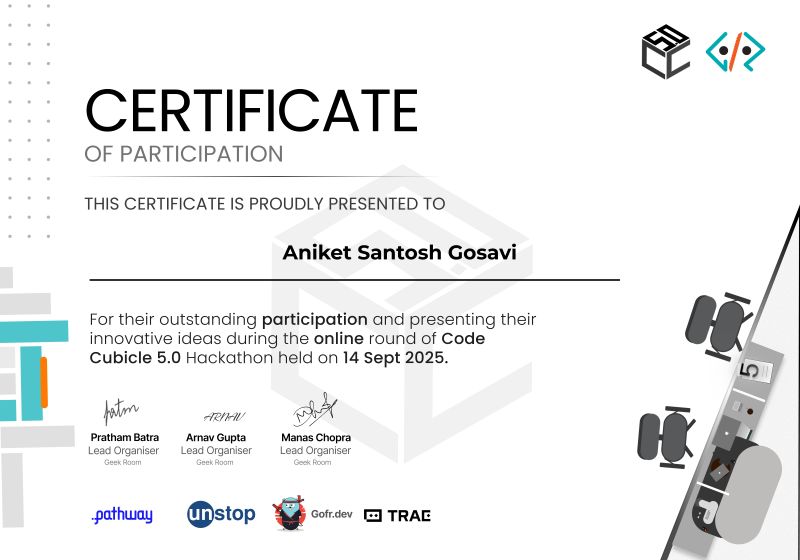 CERTIFICATE
OF PARTICIPATION
THIS CERTIFICATE IS PROUDLY PRESENTED TO
Aniket Santosh Gosavi
For their outstanding participation and presenting their
innovative ideas during the online round of Code
Cubicle 5.0 Hackathon held on 14 Sept 2025.
ARNAV
Pratham Batra
Arnav Gupta
Manas Chopra
Lead Organiser
Lead Organiser
Lead Organiser
Geek Room
Geek Room
Geek Room
5
pathway
unstop
Gofr.dev
TRAE